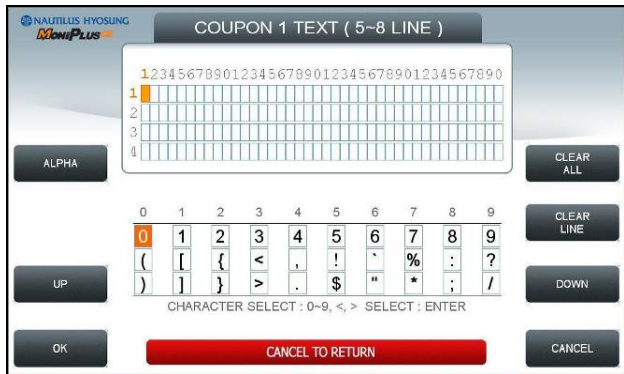 NAUTILUS HYOSUNG
MoniPlus CE
COUPON 1 TEXT ( 5~8 LINE )
1234567890123456789012345678901234567890
1
2
3
4
ALPHA
CLEAR
ALL
0 1 2 3 4 5 6 7 8 9
0 1 2 3 4 5 6 7 8 9
( [ { < , ! ` % : ?
) ] } > . $ " * ; /
CLEAR
LINE
UP
DOWN
CHARACTER SELECT : 0~9, <, > SELECT : ENTER
OK
CANCEL TO RETURN
CANCEL